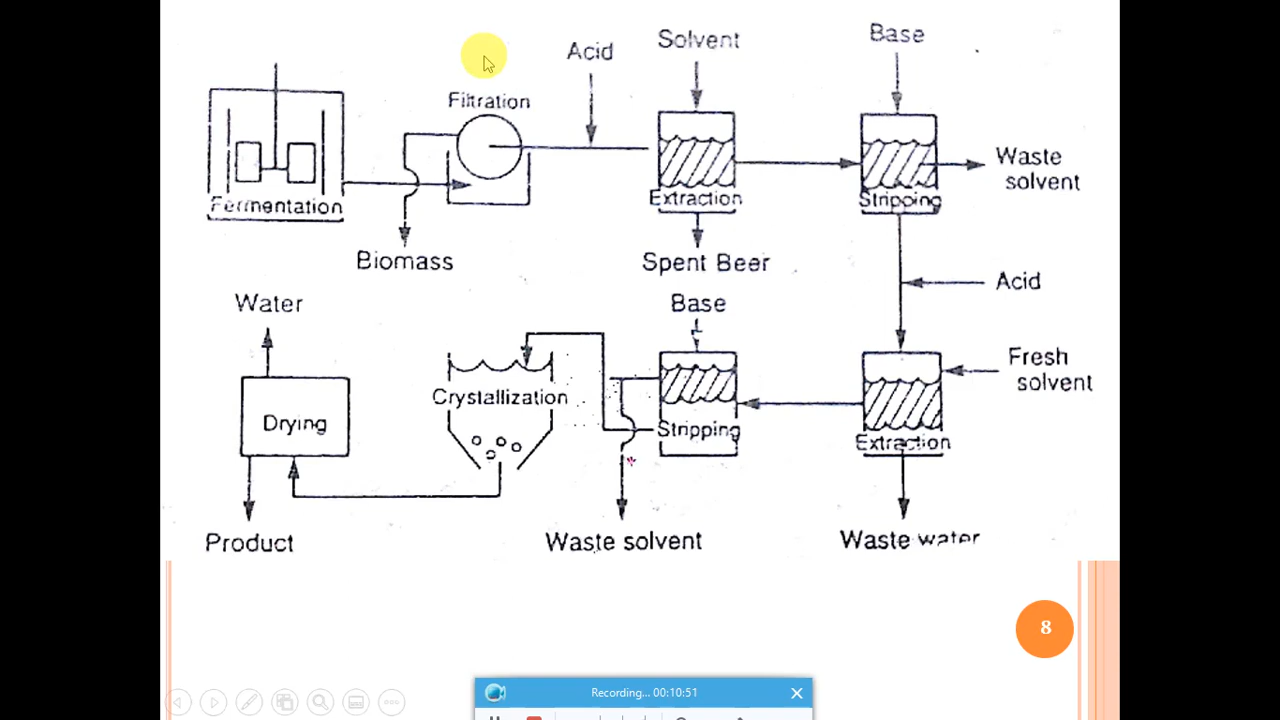 Solvent
Base
Acid
Filtration
Waste
solvent
Fermentation
Extraction
Stripping
Biomass
Spent Beer
Acid
Water
Base
Fresh
solvent
Crystallization
Drying
Stripping
Extraction
Product
Waste solvent
Waste water
8
Recording... 00:10:51